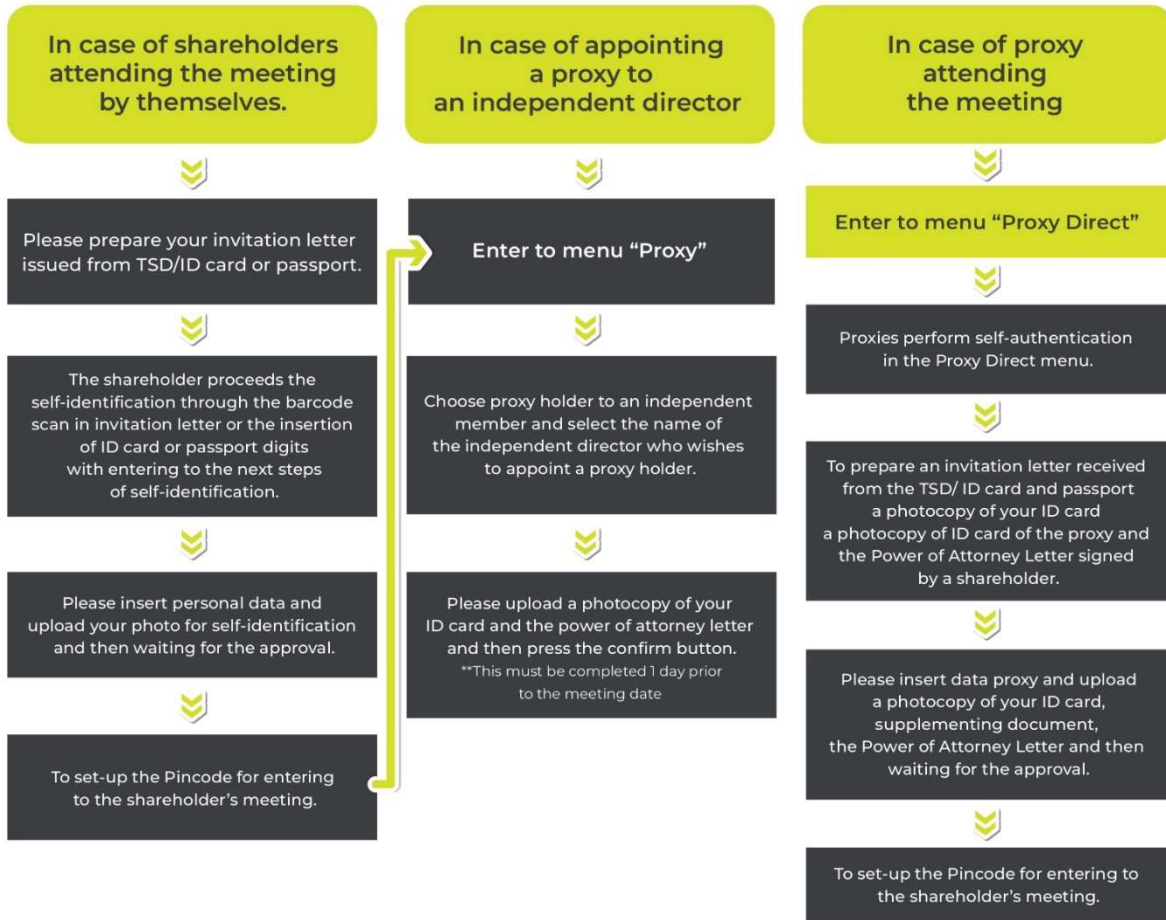 In case of shareholders
attending the meeting
by themselves.
Please prepare your invitation letter
issued from TSD/ID card or passport.
The shareholder proceeds the
self-identification through the barcode
scan in invitation letter or the insertion
of ID card or passport digits
with entering to the next steps
of self-identification.
Please insert personal data and
upload your photo for self-identification
and then waiting for the approval.
To set-up the Pincode for entering
to the shareholder's meeting.
In case of appointing
a proxy to
an independent director
Enter to menu “Proxy”
Choose proxy holder to an independent
member and select the name of
the independent director who wishes
to appoint a proxy holder.
Please upload a photocopy of your
ID card and the power of attorney letter
and then press the confirm button.
**This must be completed 1 day prior
to the meeting date
In case of proxy
attending
the meeting
Enter to menu “Proxy Direct”
Proxies perform self-authentication
in the Proxy Direct menu.
To prepare an invitation letter received
from the TSD/ ID card and passport
a photocopy of your ID card
a photocopy of ID card of the proxy and
the Power of Attorney Letter signed
by a shareholder.
Please insert data proxy and upload
a photocopy of your ID card,
supplementing document,
the Power of Attorney Letter and then
waiting for the approval.
To set-up the Pincode for entering to
the shareholder's meeting.